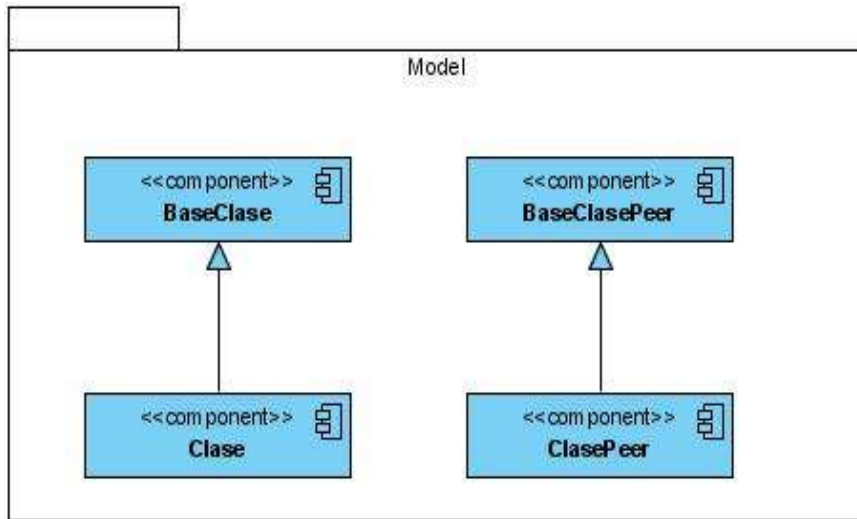 Model
<<component>>
BaseClase
<<component>>
BaseClasePeer
<<component>>
Clase
<<component>>
ClasePeer